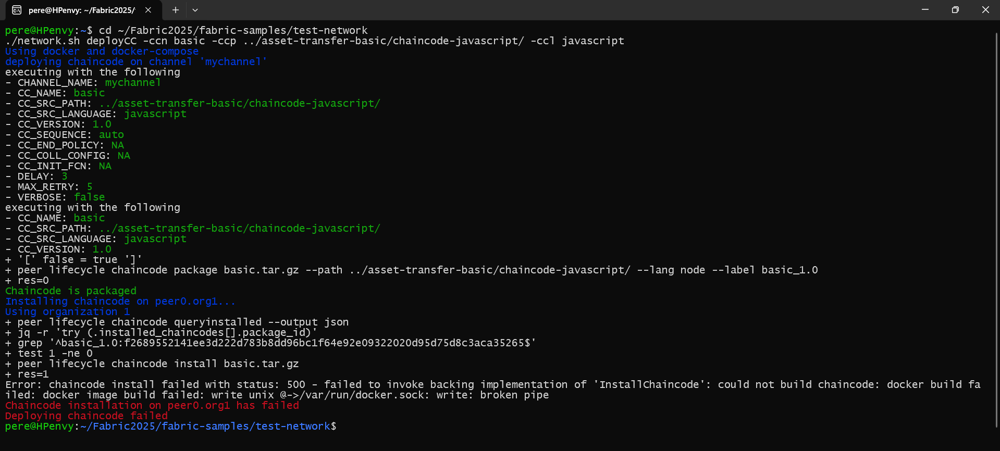 pere@HPenvy: ~/Fabric2025/
pere@HPenvy:~$ cd ~/Fabric2025/fabric-samples/test-network
./network.sh deployCC -ccn basic -ccp ../asset-transfer-basic/chaincode-javascript/ -ccl javascript
Using docker and docker-compose
deploying chaincode on channel 'mychannel'
executing with the following
- CHANNEL_NAME: mychannel
- CC_NAME: basic
- CC_SRC_PATH: ../asset-transfer-basic/chaincode-javascript/
- CC_SRC_LANGUAGE: javascript
- CC_VERSION: 1.0
- CC_SEQUENCE: auto
- CC_END_POLICY: NA
- CC_COLL_CONFIG: NA
- CC_INIT_FCN: NA
- DELAY: 3
- MAX_RETRY: 5
- VERBOSE: false
executing with the following
- CC_NAME: basic
- CC_SRC_PATH: ../asset-transfer-basic/chaincode-javascript/
- CC_SRC_LANGUAGE: javascript
- CC_VERSION: 1.0
+ '[' false = true ']'
+ peer lifecycle chaincode package basic.tar.gz --path ../asset-transfer-basic/chaincode-javascript/ --lang node --label basic_1.0
+ res=0
Chaincode is packaged
Installing chaincode on peer0.org1...
Using organization 1
+ peer lifecycle chaincode queryinstalled --output json
+ jq -r 'try (.installed_chaincodes[].package_id)'
+ grep '^basic_1.0:f2689552141ee3d222d783b8dd96bc1f64e92e09322020d95d75d8c3aca35265$'
+ test 1 -ne 0
+ peer lifecycle chaincode install basic.tar.gz
+ res=1
Error: chaincode install failed with status: 500 - failed to invoke backing implementation of 'InstallChaincode': could not build chaincode: docker build fa
iled: docker image build failed: write unix @->/var/run/docker.sock: write: broken pipe
Chaincode installation on peer0.org1 has failed
Deploying chaincode failed
pere@HPenvy:~/Fabric2025/fabric-samples/test-network$